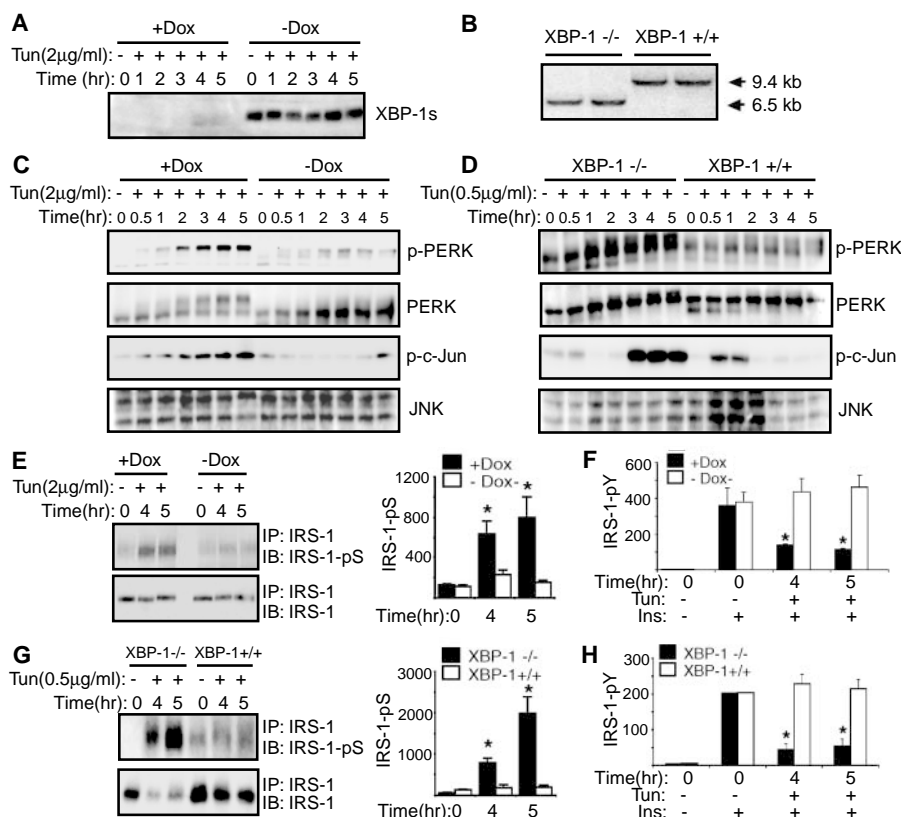 A
+Dox -Dox
Tun(2μg/ml): - + + + + + - + + + + +
Time (hr): 0 1 2 3 4 5 0 1 2 3 4 5
XBP-1s
B
XBP-1 -/- XBP-1 +/+
9.4 kb
6.5 kb
C
+Dox -Dox
Tun(2μg/ml): - + + + + + + - + + + + + +
Time(hr): 0 0.5 1 2 3 4 5 0 0.5 1 2 3 4 5
p-PERK
PERK
p-c-Jun
JNK
D
XBP-1 -/- XBP-1 +/+
Tun(0.5μg/ml): - + + + + + + - + + + + + +
Time(hr): 0 0.5 1 2 3 4 5 0 0.5 1 2 3 4 5
p-PERK
PERK
p-c-Jun
JNK
E
+Dox -Dox
Tun(2μg/ml): - + + - + +
Time(hr): 0 4 5 0 4 5
IP: IRS-1
IB: IRS-1-pS
IP: IRS-1
IB: IRS-1
IRS-1-pS
1200
800
400
0
+Dox
- Dox-
* *
Time(hr): 0 4 5
F
IRS-1-pY
600
400
200
0
+Dox
- Dox-
* *
Time(hr): 0 0 4 5
Tun: - - + +
Ins: - + + +
G
XBP-1-/- XBP-1+/+
Tun(0.5μg/ml): - + + - + +
Time(hr): 0 4 5 0 4 5
IP: IRS-1
IB: IRS-1-pS
IP: IRS-1
IB: IRS-1
IRS-1-pS
3000
2000
1000
0
XBP-1 -/-
XBP-1+/+
* *
Time(hr): 0 4 5
H
IRS-1-pY
400
200
0
XBP-1 -/-
XBP-1+/+
* *
Time(hr): 0 0 4 5
Tun: - - + +
Ins: - + + +